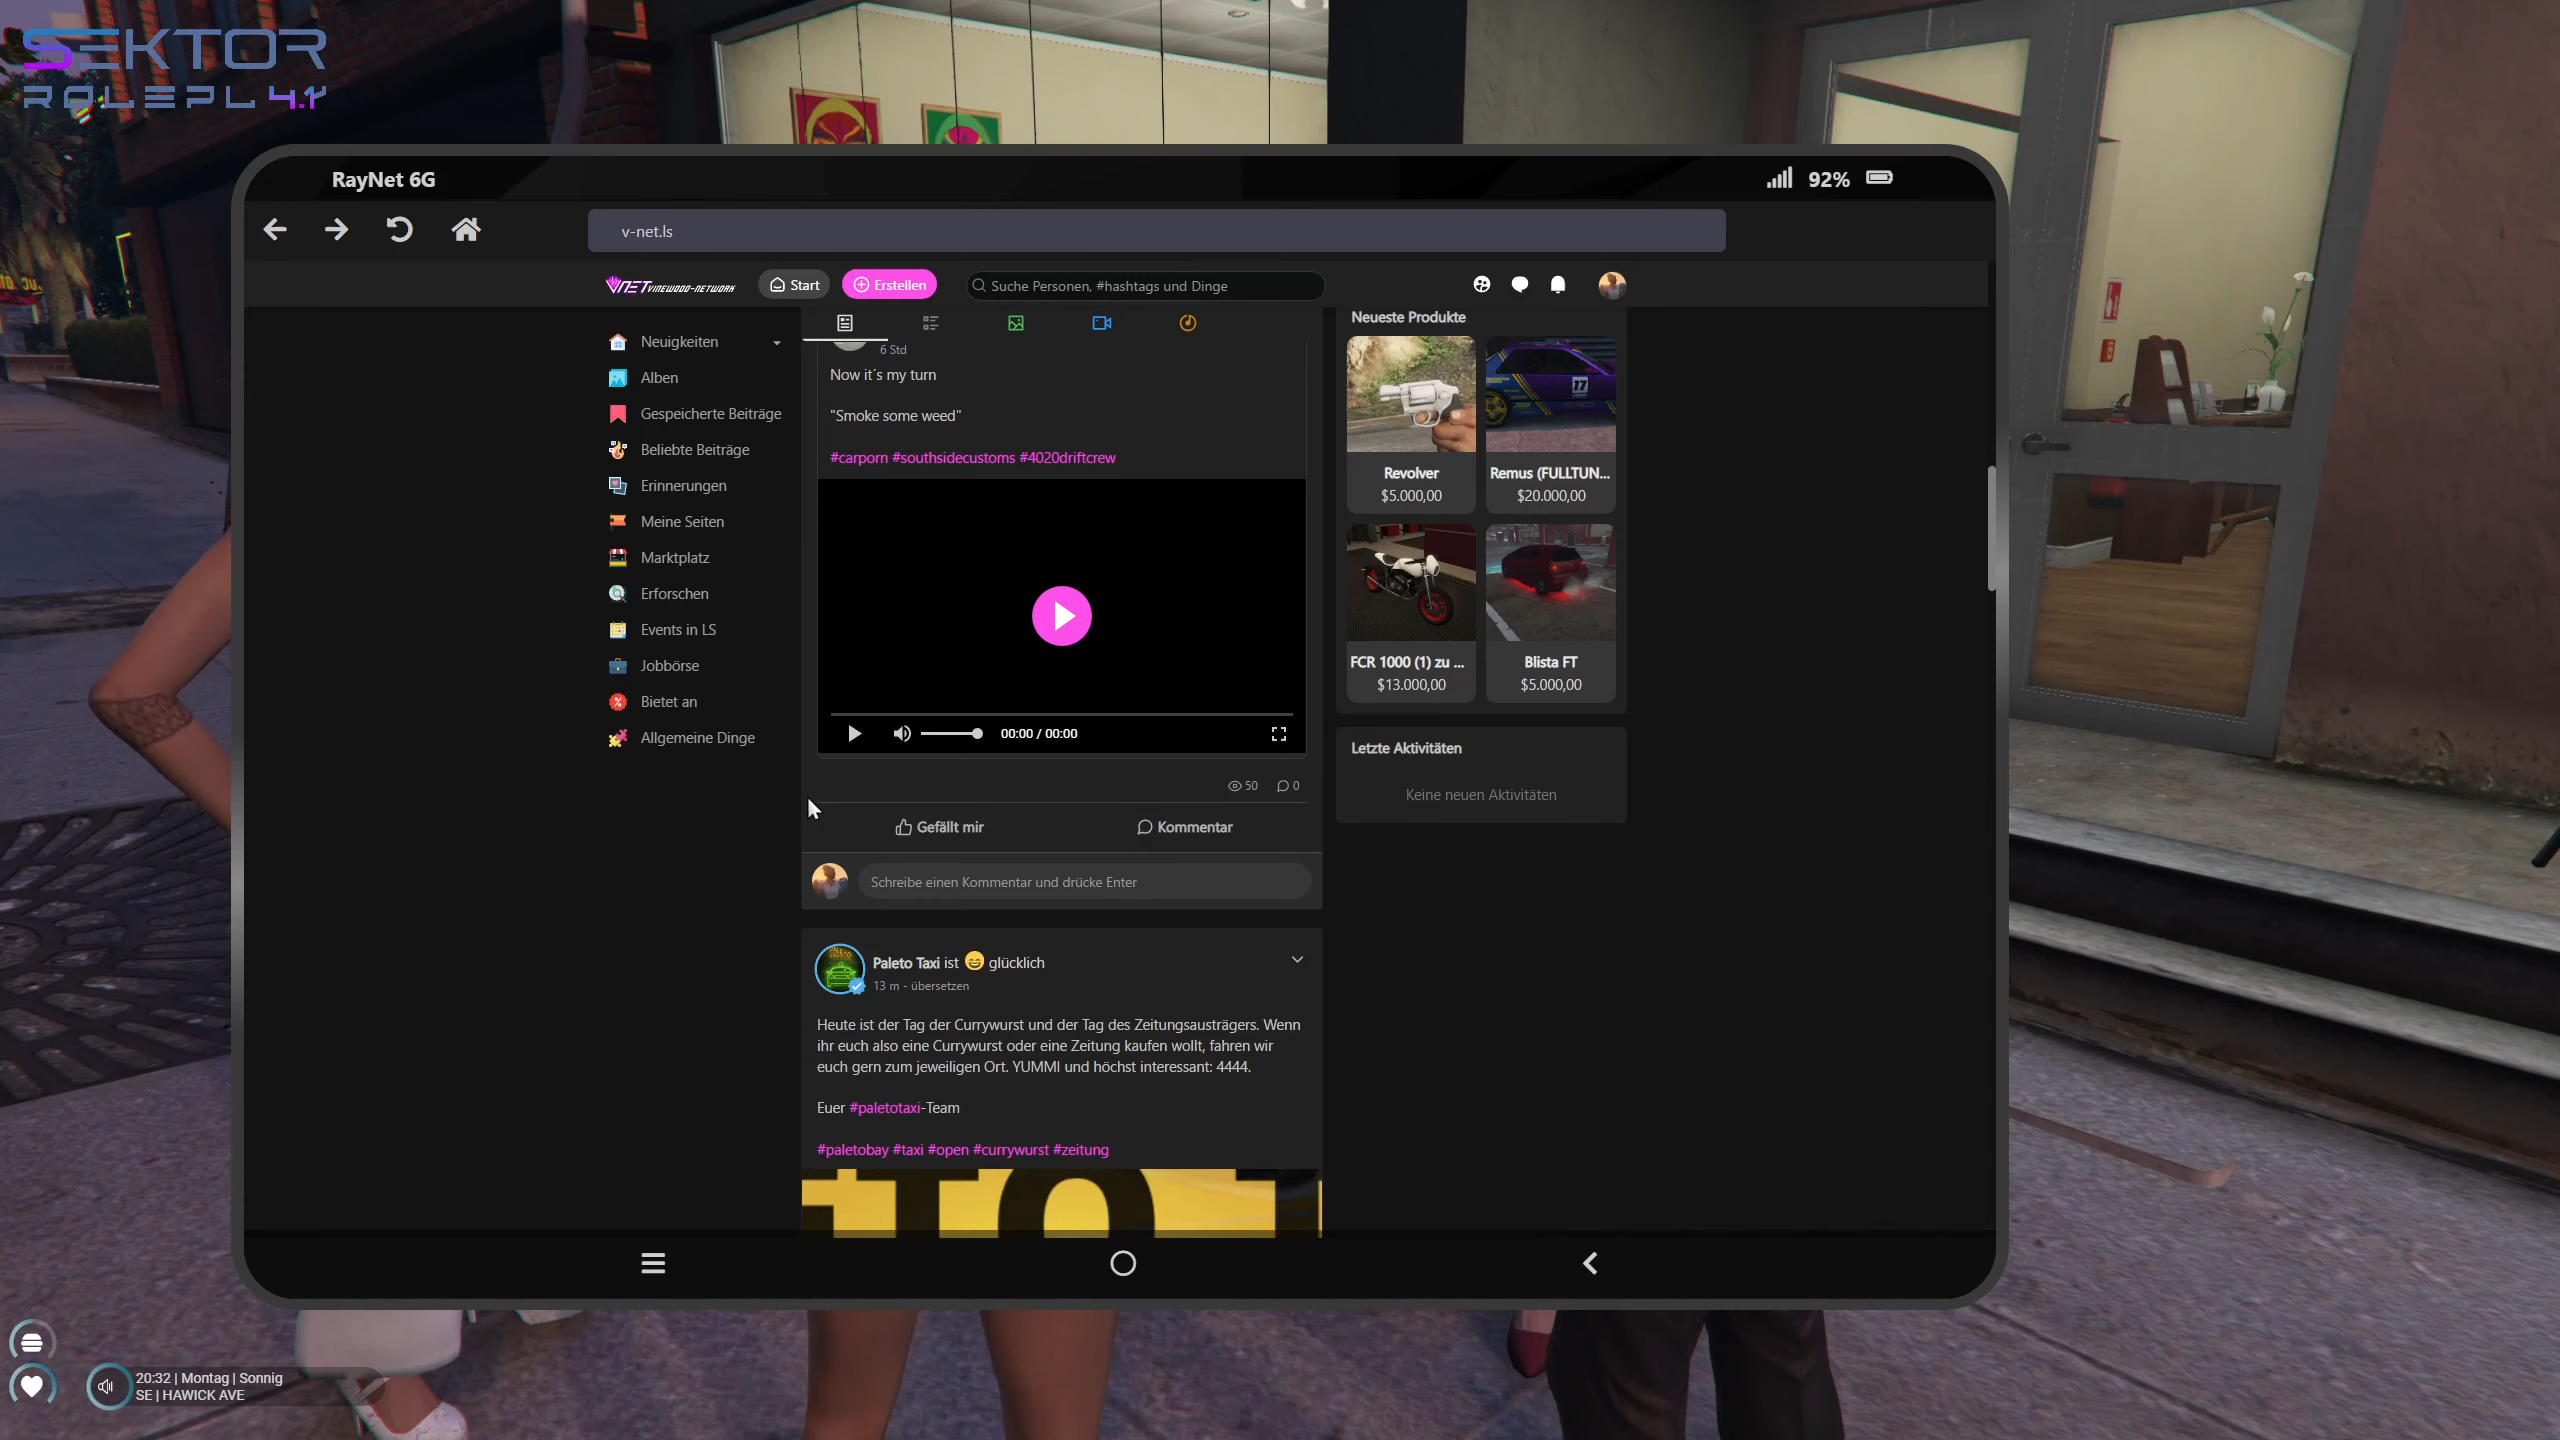 SEKTOR
ROLEPL4.Y
RayNet 6G
92%
v-net.ls
VNET VINEWOOD-NETWORK
Start
Erstellen
Suche Personen, #hashtags und Dinge
Neuigkeiten
Alben
Gespeicherte Beiträge
Beliebte Beiträge
Erinnerungen
Meine Seiten
Marktplatz
Erforschen
Events in LS
Jobbörse
Bietet an
Allgemeine Dinge
6 Std
Now it´s my turn
"Smoke some weed"
#carporn #southsidecustoms #4020driftcrew
00:00 / 00:00
50
0
Gefällt mir
Kommentar
Schreibe einen Kommentar und drücke Enter
Paleto Taxi ist 😄 glücklich
13 m - übersetzen
Heute ist der Tag der Currywurst und der Tag des Zeitungsausträgers. Wenn
ihr euch also eine Currywurst oder eine Zeitung kaufen wollt, fahren wir
euch gern zum jeweiligen Ort. YUMMI und höchst interessant: 4444.
Euer #paletotaxi-Team
#paletobay #taxi #open #currywurst #zeitung
Neueste Produkte
17
Revolver
$5.000,00
Remus (FULLTUN...
$20.000,00
FCR 1000 (1) zu ...
$13.000,00
Blista FT
$5.000,00
Letzte Aktivitäten
Keine neuen Aktivitäten
20:32 | Montag | Sonnig
SE | HAWICK AVE